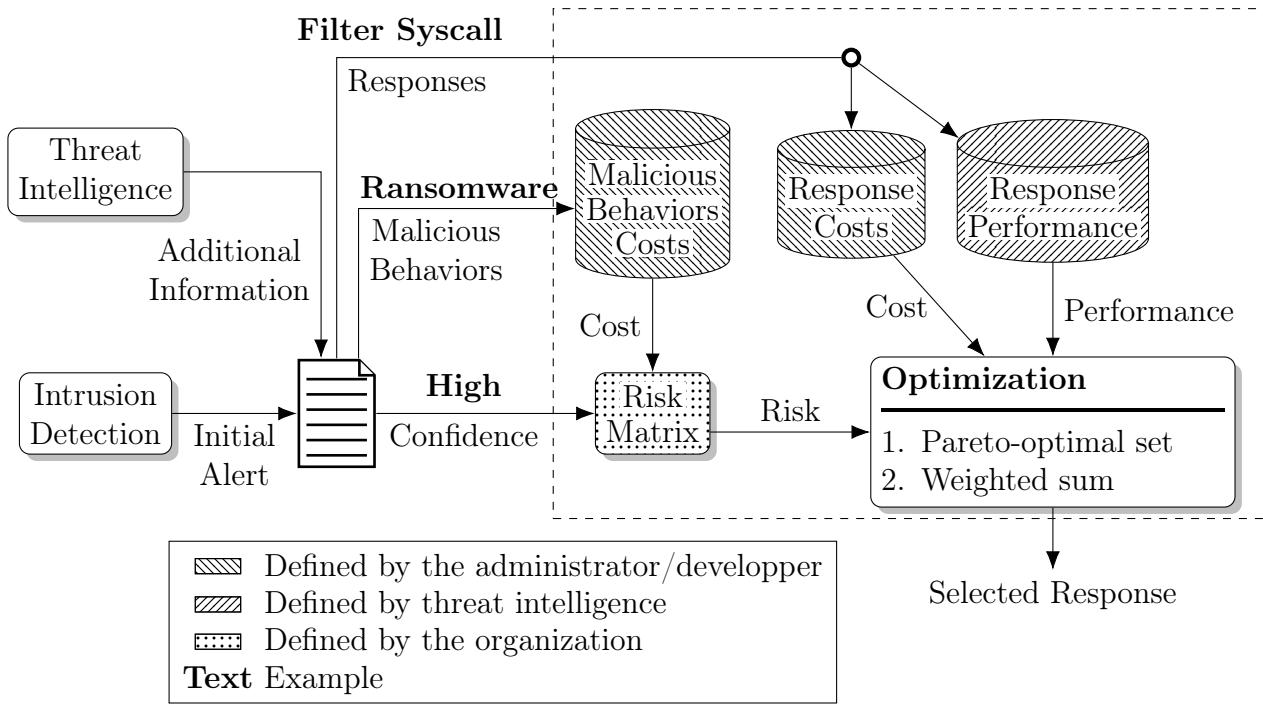 Filter Syscall
Responses
Threat
Intelligence
Ransomware
Malicious
Behaviors
Malicious
Behaviors
Costs
Response
Costs
Response
Performance
Additional
Information
Cost
Cost
Performance
Intrusion
Detection
Initial
Alert
High
Confidence
Risk
Matrix
Risk
Optimization
1. Pareto-optimal set
2. Weighted sum
Selected Response
Defined by the administrator/developper
Defined by threat intelligence
Defined by the organization
Text Example